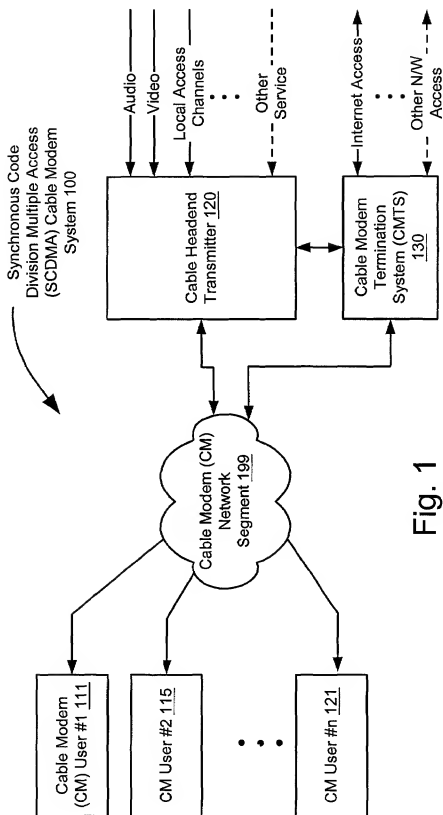 Synchronous Code
Division Multiple Access
(SCDMA) Cable Modem
System 100
Cable Modem
(CM) User #1 111
CM User #2 115
CM User #n 121
Cable Modem (CM)
Network
Segment 199
Cable Headend
Transmitter 120
Cable Modem
Termination
System (CMTS)
130
Audio
Video
Local Access
Channels
Other
Service
Internet Access
Other N/W
Access
Fig. 1